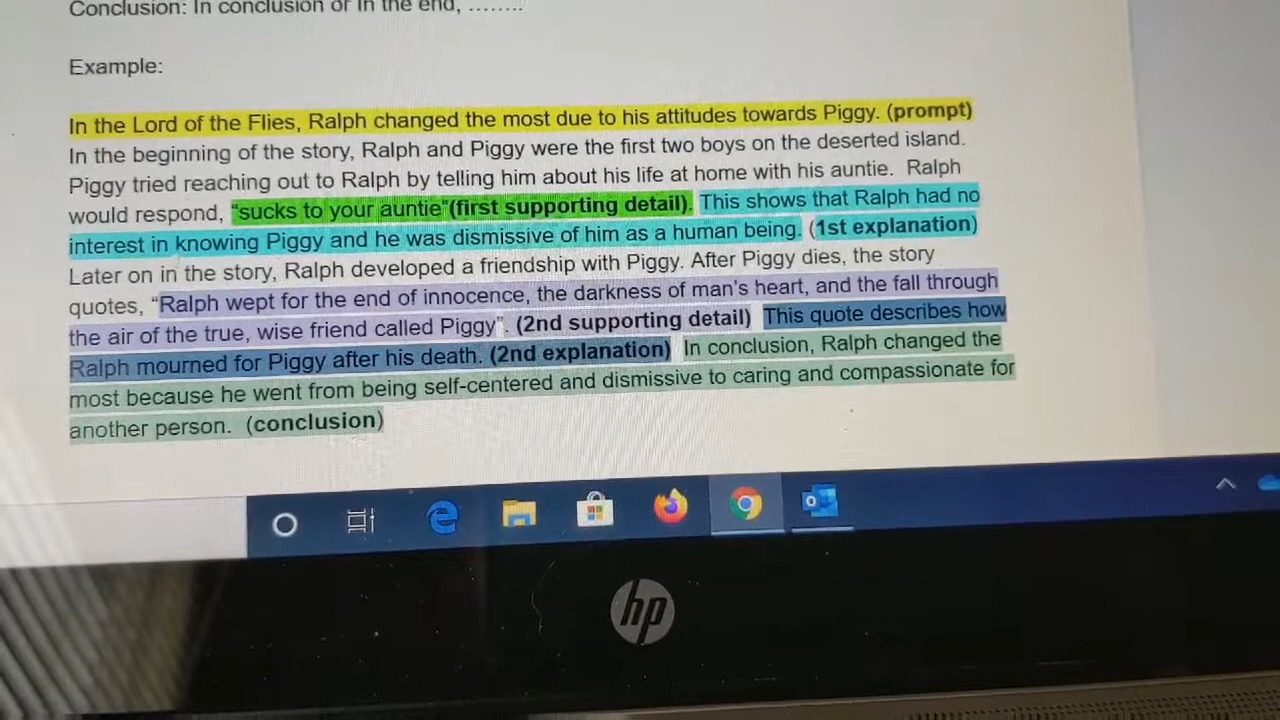 Conclusion: In conclusion or in the end, ........
Example:
In the Lord of the Flies, Ralph changed the most due to his attitudes towards Piggy. (prompt)
In the beginning of the story, Ralph and Piggy were the first two boys on the deserted island.
Piggy tried reaching out to Ralph by telling him about his life at home with his auntie.  Ralph
would respond, "sucks to your auntie"(first supporting detail). This shows that Ralph had no
interest in knowing Piggy and he was dismissive of him as a human being. (1st explanation)
Later on in the story, Ralph developed a friendship with Piggy. After Piggy dies, the story
quotes, "Ralph wept for the end of innocence, the darkness of man's heart, and the fall through
the air of the true, wise friend called Piggy". (2nd supporting detail)  This quote describes how
Ralph mourned for Piggy after his death. (2nd explanation)  In conclusion, Ralph changed the
most because he went from being self-centered and dismissive to caring and compassionate for
another person.  (conclusion)
hp